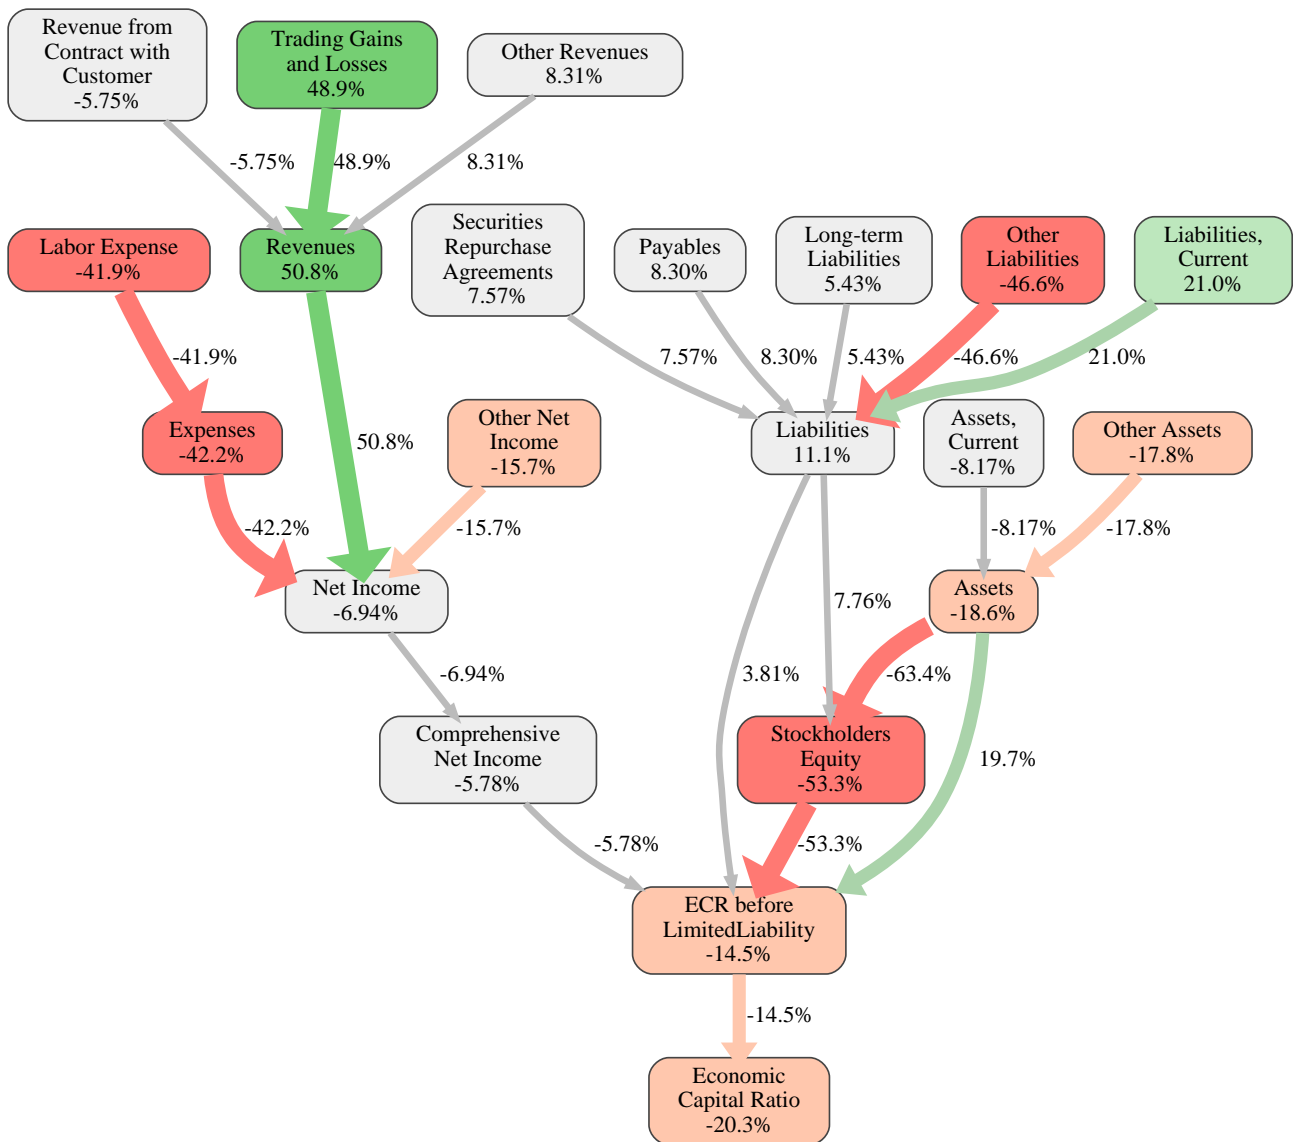 Revenue from
Contract with
Customer
-5.75%
Trading Gains
and Losses
48.9%
Other Revenues
8.31%
-5.75%
48.9%
8.31%
Labor Expense
-41.9%
Revenues
50.8%
Securities
Repurchase
Agreements
7.57%
Payables
8.30%
Long-term
Liabilities
5.43%
Other
Liabilities
-46.6%
Liabilities,
Current
21.0%
-41.9%
7.57%
8.30%
5.43%
-46.6%
21.0%
Expenses
-42.2%
50.8%
Other Net
Income
-15.7%
Liabilities
11.1%
Assets,
Current
-8.17%
Other Assets
-17.8%
-42.2%
-15.7%
-8.17%
-17.8%
Net Income
-6.94%
7.76%
Assets
-18.6%
-6.94%
3.81%
-63.4%
Comprehensive
Net Income
-5.78%
Stockholders
Equity
-53.3%
19.7%
-5.78%
-53.3%
ECR before
LimitedLiability
-14.5%
-14.5%
Economic
Capital Ratio
-20.3%